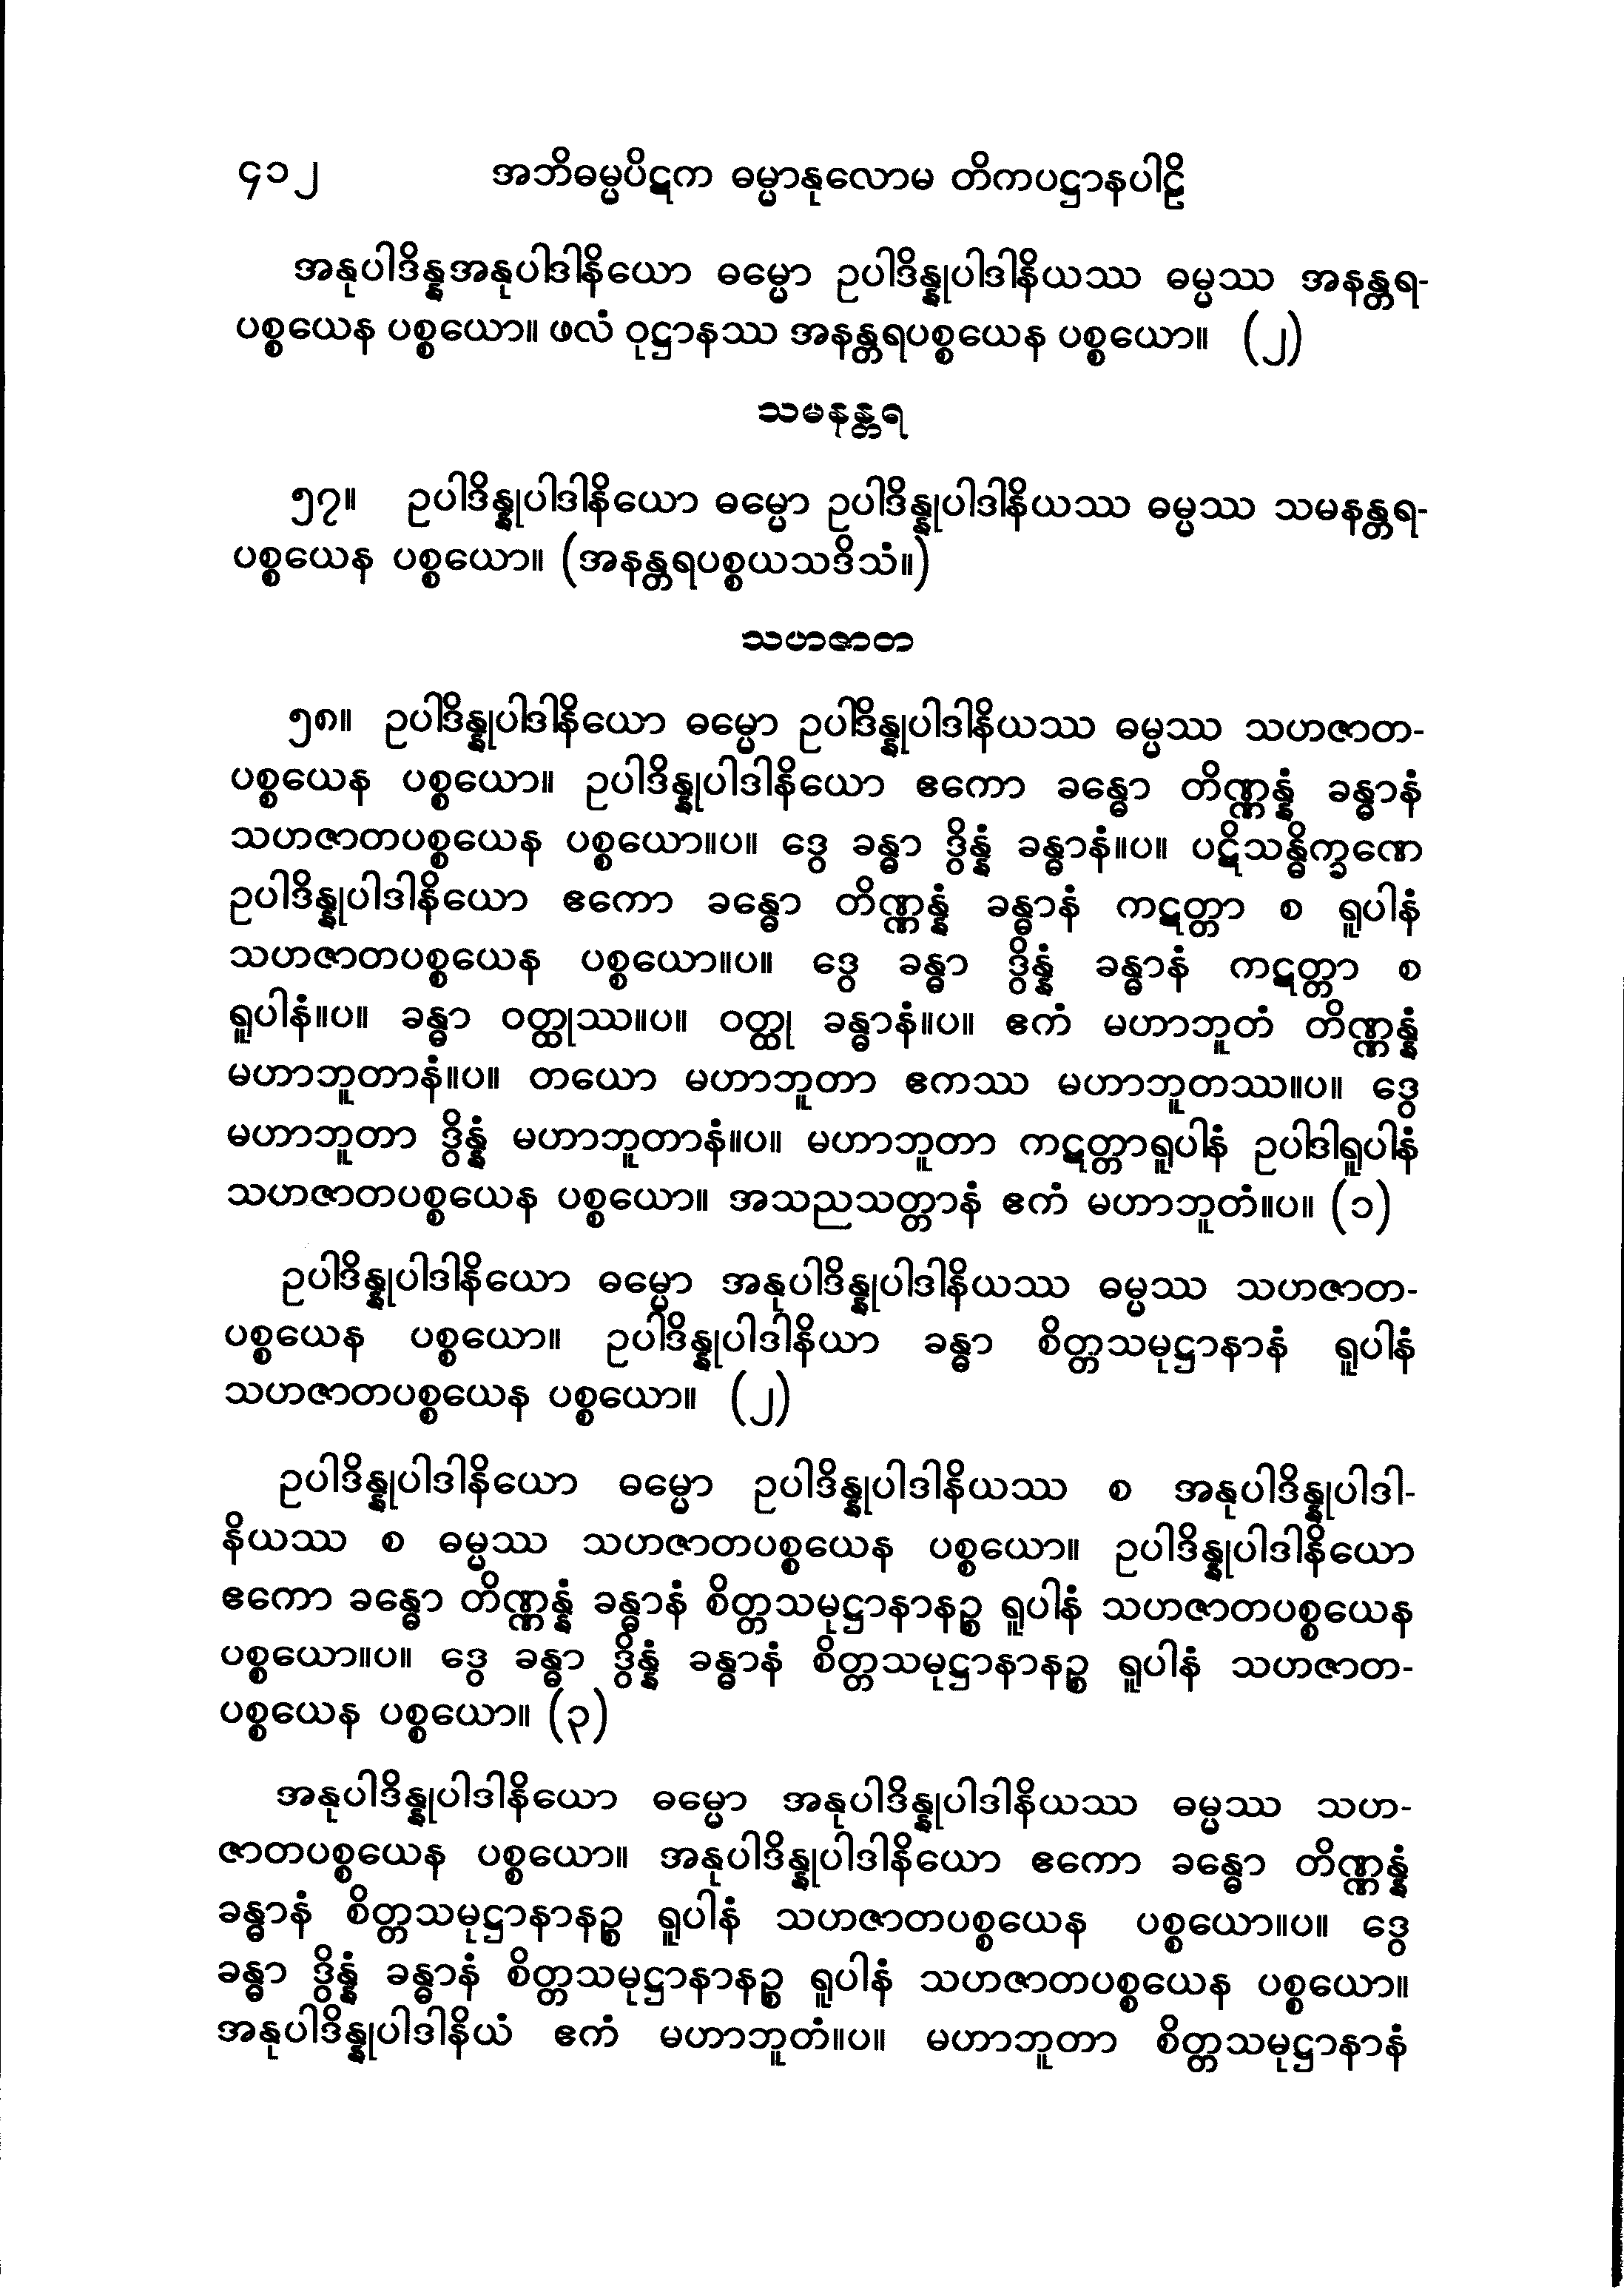 ၄၁၂ အဘိဓမ္မပိဋက ဓမ္မာနုလောမ တိကပဋ္ဌာနပါဠိ
အနုပါဒိန္နအနုပါဒါနိယော ဓမ္မော ဥပါဒိန္နုပါဒါနိယဿ ဓမ္မဿ အနန္တရ-
ပစ္စယေန ပစ္စယော။ ဖလံ ဝုဋ္ဌာနဿ အနန္တရပစ္စယေန ပစ္စယော။ (၂)
သမနန္တရ
၅၇။ ဥပါဒိန္နုပါဒါနိယော ဓမ္မော ဥပါဒိန္နုပါဒါနိယဿ ဓမ္မဿ သမနန္တရ-
ပစ္စယေန ပစ္စယော။ (အနန္တရပစ္စယသဒိသံ။)
သဟဇာတ
၅၈။ ဥပါဒိန္နုပါဒါနိယော ဓမ္မော ဥပါဒိန္နုပါဒါနိယဿ ဓမ္မဿ သဟဇာတ-
ပစ္စယေန ပစ္စယော။ ဥပါဒိန္နုပါဒါနိယော ဧကော ခန္ဓော တိဏ္ဏန္နံ ခန္ဓာနံ
သဟဇာတပစ္စယေန ပစ္စယော။ပ။ ဒွေ ခန္ဓာ ဒွိန္နံ ခန္ဓာနံ။ပ။ ပဋိသန္ဓိက္ခဏေ
ဥပါဒိန္နုပါဒါနိယော ဧကော ခန္ဓော တိဏ္ဏန္နံ ခန္ဓာနံ ကဋတ္တာ စ ရူပါနံ
သဟဇာတပစ္စယေန ပစ္စယော။ပ။ ဒွေ ခန္ဓာ ဒွိန္နံ ခန္ဓာနံ ကဋတ္တာ စ
ရူပါနံ။ပ။ ခန္ဓာ ဝတ္ထုဿ။ပ။ ဝတ္ထု ခန္ဓာနံ။ပ။ ဧကံ မဟာဘူတံ တိဏ္ဏန္နံ
မဟာဘူတာနံ။ပ။ တယော မဟာဘူတာ ဧကဿ မဟာဘူတဿ။ပ။ ဒွေ
မဟာဘူတာ ဒွိန္နံ မဟာဘူတာနံ။ပ။ မဟာဘူတာ ကဋတ္တာရူပါနံ ဥပါဒါရူပါနံ
သဟဇာတပစ္စယေန ပစ္စယော။ အသညသတ္တာနံ ဧကံ မဟာဘူတံ။ပ။ (၁)
ဥပါဒိန္နုပါဒါနိယော ဓမ္မော အနုပါဒိန္နုပါဒါနိယဿ ဓမ္မဿ သဟဇာတ-
ပစ္စယေန ပစ္စယော။ ဥပါဒိန္နုပါဒါနိယာ ခန္ဓာ စိတ္တသမုဋ္ဌာနာနံ ရူပါနံ
သဟဇာတပစ္စယေန ပစ္စယော။ (၂)
ဥပါဒိန္နုပါဒါနိယော ဓမ္မော ဥပါဒိန္နုပါဒါနိယဿ စ အနုပါဒိန္နုပါဒါ-
နိယဿ စ ဓမ္မဿ သဟဇာတပစ္စယေန ပစ္စယော။ ဥပါဒိန္နုပါဒါနိယော
ဧကော ခန္ဓော တိဏ္ဏန္နံ ခန္ဓာနံ စိတ္တသမုဋ္ဌာနာနဉ္စ ရူပါနံ သဟဇာတပစ္စယေန
ပစ္စယော။ပ။ ဒွေ ခန္ဓာ ဒွိန္နံ ခန္ဓာနံ စိတ္တသမုဋ္ဌာနာနဉ္စ ရူပါနံ သဟဇာတ-
ပစ္စယေန ပစ္စယော။ (၃)
အနုပါဒိန္နုပါဒါနိယော ဓမ္မော အနုပါဒိန္နုပါဒါနိယဿ ဓမ္မဿ သဟ-
ဇာတပစ္စယေန ပစ္စယော။ အနုပါဒိန္နုပါဒါနိယော ဧကော ခန္ဓော တိဏ္ဏန္နံ
ခန္ဓာနံ စိတ္တသမုဋ္ဌာနာနဉ္စ ရူပါနံ သဟဇာတပစ္စယေန ပစ္စယော။ပ။ ဒွေ
ခန္ဓာ ဒွိန္နံ ခန္ဓာနံ စိတ္တသမုဋ္ဌာနာနဉ္စ ရူပါနံ သဟဇာတပစ္စယေန ပစ္စယော။
အနုပါဒိန္နုပါဒါနိယံ ဧကံ မဟာဘူတံ။ပ။ မဟာဘူတာ စိတ္တသမုဋ္ဌာနာနံ